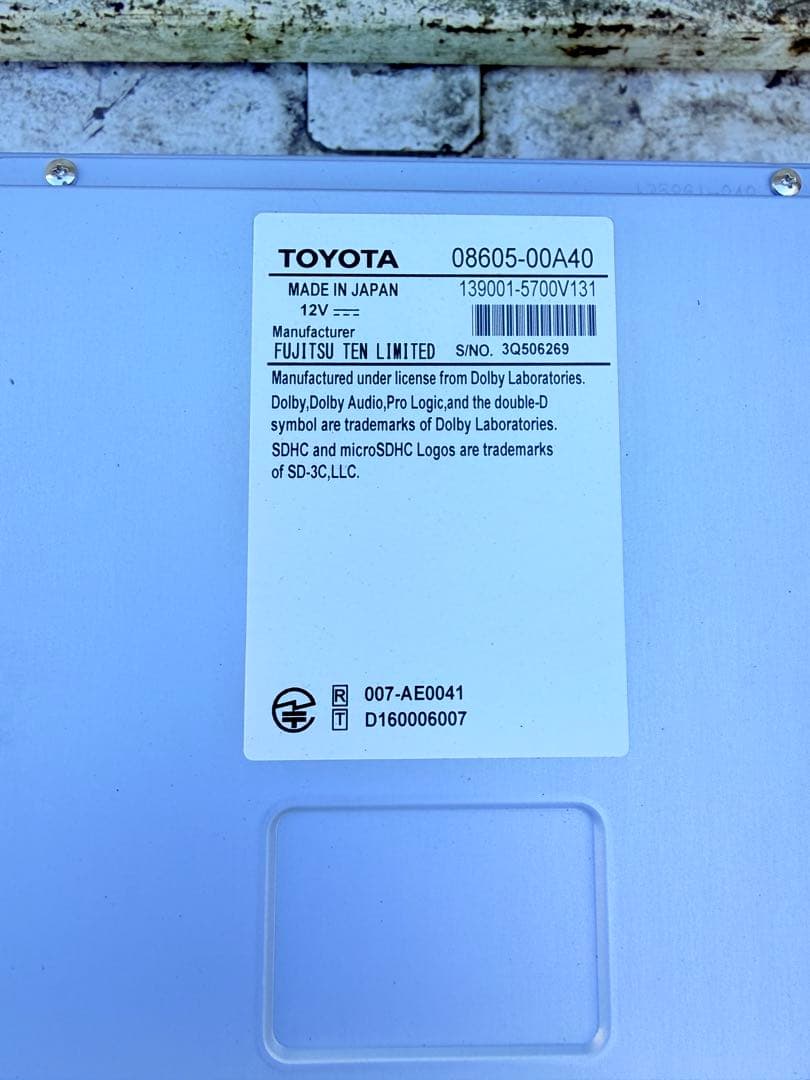 TOYOTA 08605-00A40
MADE IN JAPAN 139001-5700V131
12V
Manufacturer
FUJITSU TEN LIMITED S/NO. 3Q506269
Manufactured under license from Dolby Laboratories.
Dolby,Dolby Audio,Pro Logic,and the double-D
symbol are trademarks of Dolby Laboratories.
SDHC and microSDHC Logos are trademarks
of SD-3C,LLC.
R 007-AE0041
T D160006007